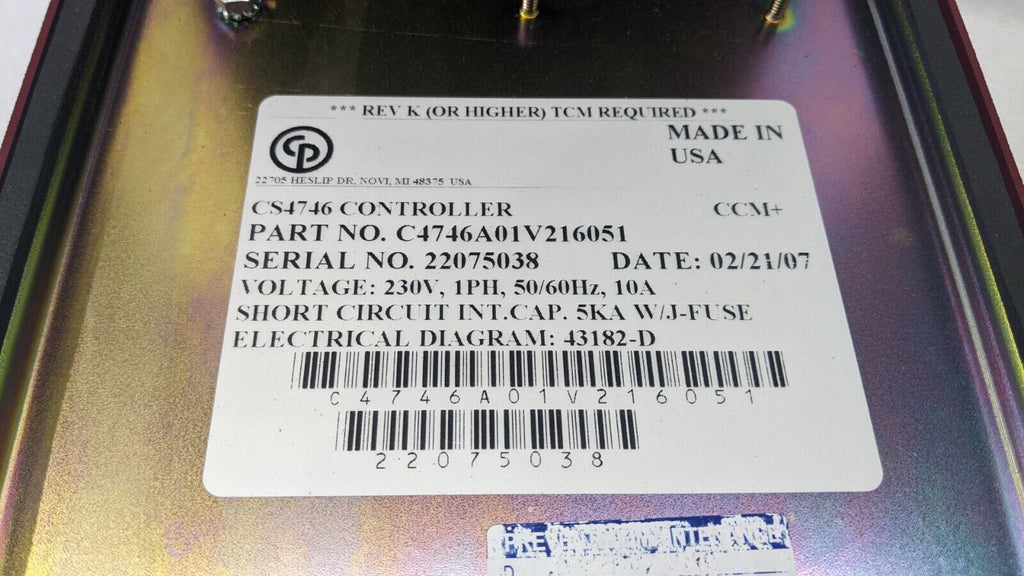 *** REV K (OR HIGHER) TCM REQUIRED ***
CP
MADE IN
USA
22705 HESLIP DR, NOVI, MI 48375 USA
CS4746 CONTROLLER CCM+
PART NO. C4746A01V216051
SERIAL NO. 22075038 DATE: 02/21/07
VOLTAGE: 230V, 1PH, 50/60Hz, 10A
SHORT CIRCUIT INT.CAP. 5KA W/J-FUSE
ELECTRICAL DIAGRAM: 43182-D
C4746A01V216051
22075038